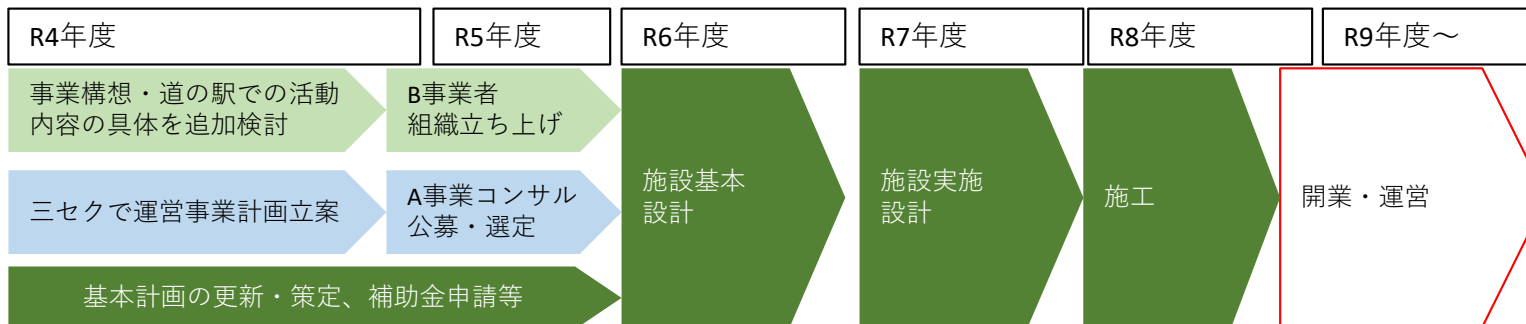 R4年度
R5年度
R6年度
R7年度
R8年度
R9年度～
事業構想・道の駅での活動
内容の具体を追加検討
B事業者
組織立ち上げ
三セクで運営事業計画立案
A事業コンサル
公募・選定
基本計画の更新・策定、補助金申請等
施設基本
設計
施設実施
設計
施工
開業・運営